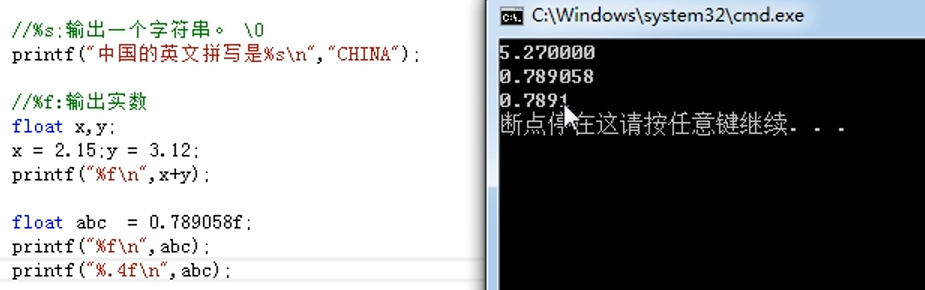 //%s:输出一个字符串。 \0
printf("中国的英文拼写是%s\n","CHINA");
//%f:输出实数
float x,y;
x = 2.15;y = 3.12;
printf("%f\n",x+y);
float abc  = 0.789058f;
printf("%f\n",abc);
printf("%.4f\n",abc);
C:\Windows\system32\cmd.exe
5.270000
0.789058
0.7891
断点停在这请按任意键继续. . .